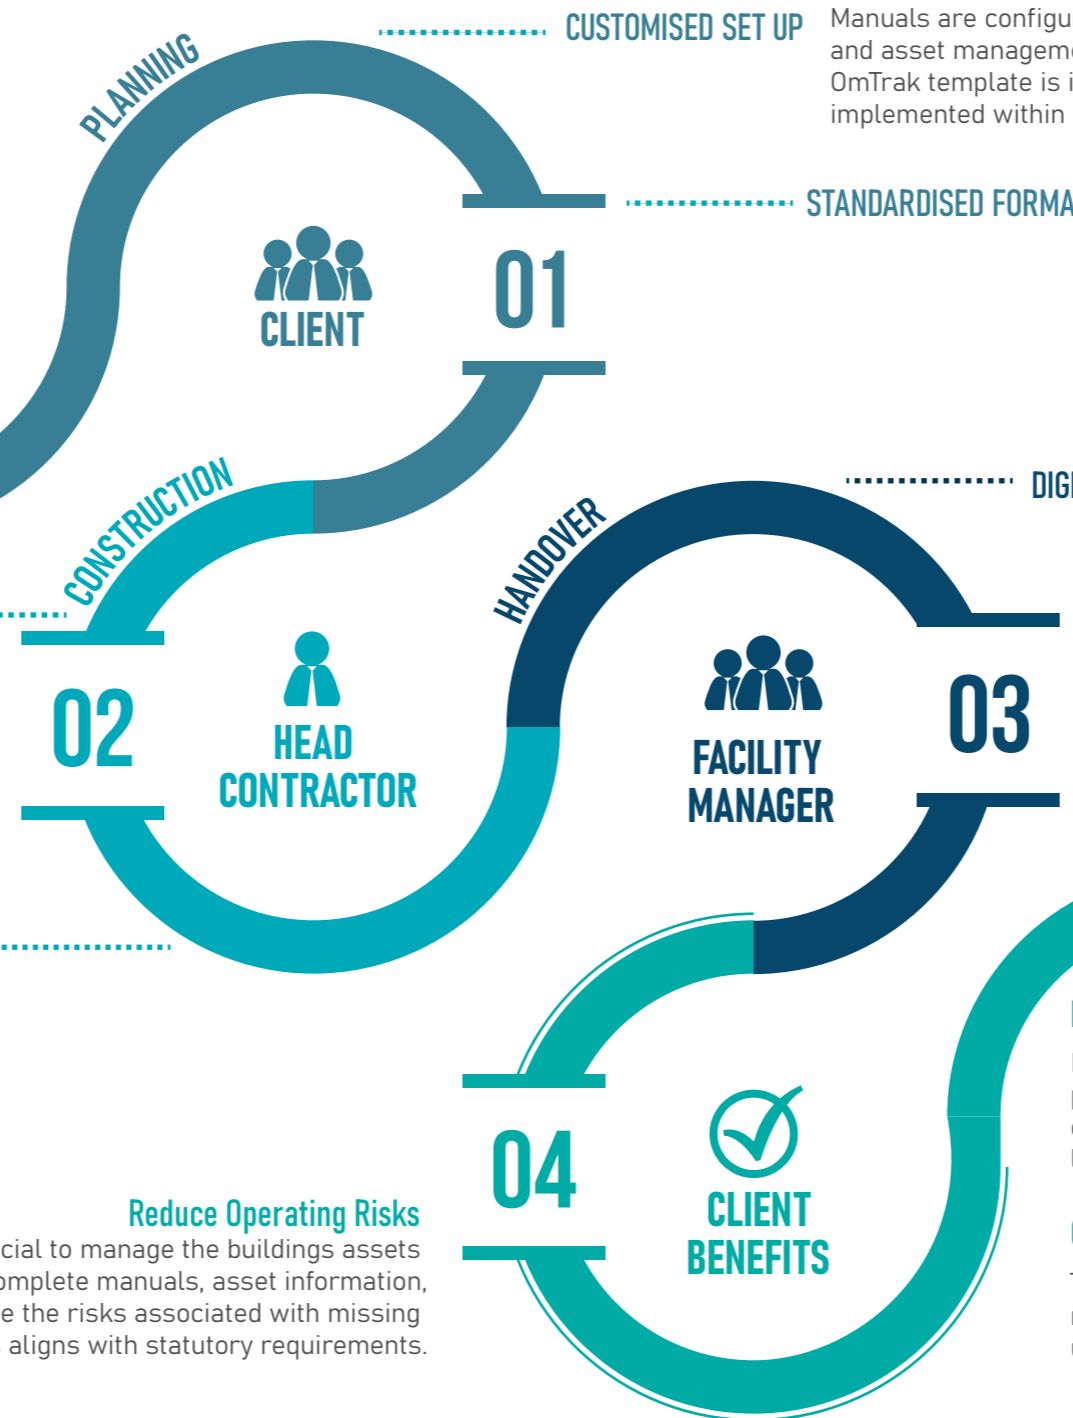 PLANNING
CUSTOMISED SET UP
Manuals are configu
and asset manageme
OmTrak template is i
implemented within
STANDARDISED FORMA
01
CLIENT
CONSTRUCTION
HANDOVER
DIGI
02
HEAD
CONTRACTOR
FACILITY
MANAGER
03
04
CLIENT
BENEFITS
Reduce Operating Risks
cial to manage the buildings assets
omplete manuals, asset information,
e the risks associated with missing
aligns with statutory requirements.